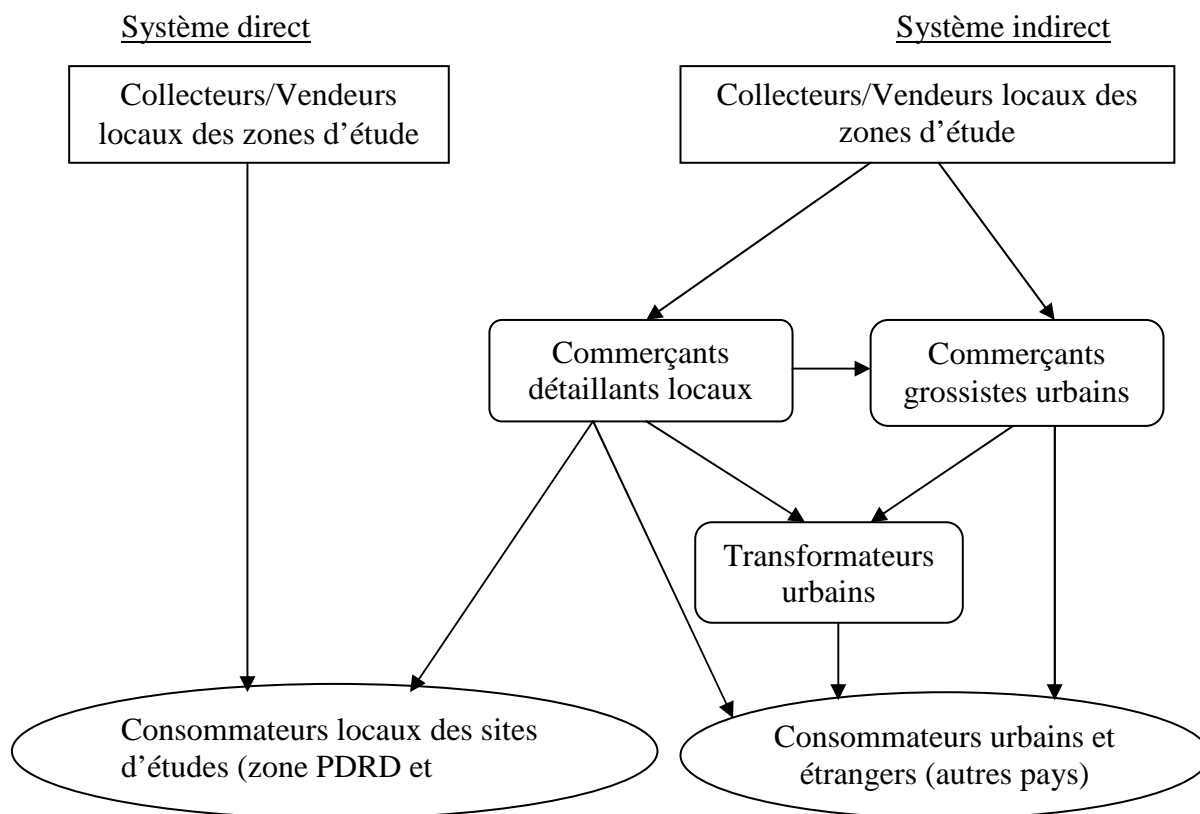 Système direct
Système indirect
Collecteurs/Vendeurs
locaux des zones d'étude
Collecteurs/Vendeurs locaux des
zones d'étude
Commerçants
détaillants locaux
Commerçants
grossistes urbains
Transformateurs
urbains
Consommateurs locaux des sites
d'études (zone PDRD et
Consommateurs urbains et
étrangers (autres pays)